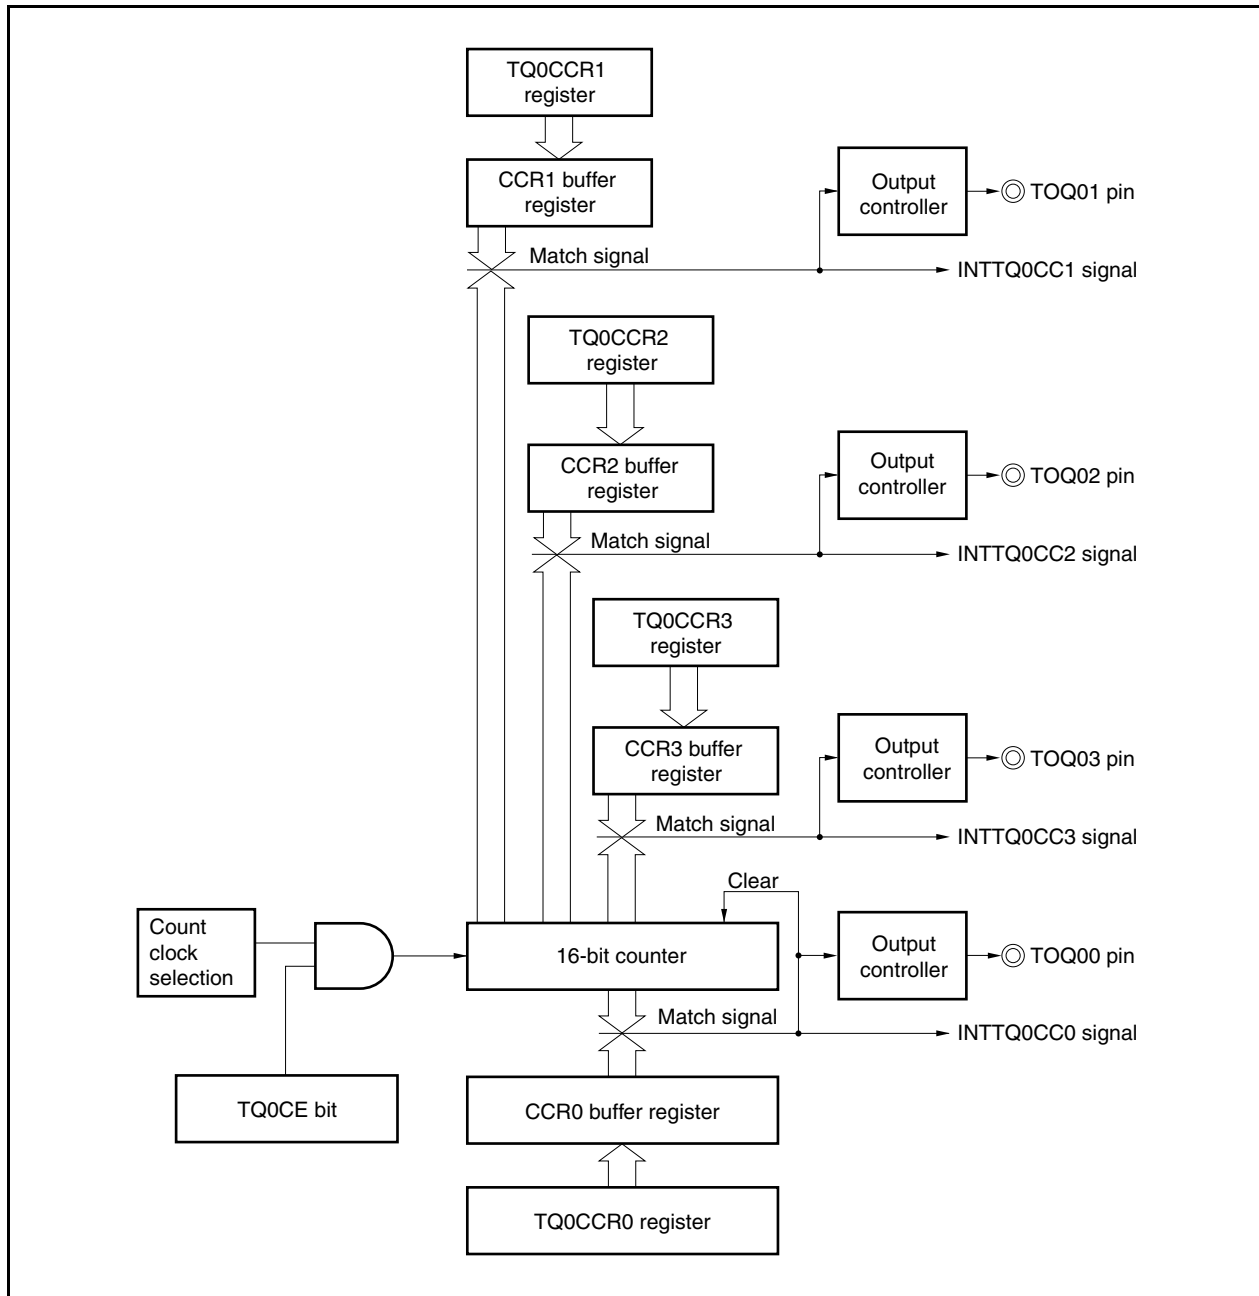 TQ0CCR1
register
CCR1 buffer
register
Output
controller
TOQ01 pin
Match signal
INTTQ0CC1 signal
TQ0CCR2
register
CCR2 buffer
register
Output
controller
TOQ02 pin
Match signal
INTTQ0CC2 signal
TQ0CCR3
register
CCR3 buffer
register
Output
controller
TOQ03 pin
Match signal
INTTQ0CC3 signal
Clear
Count
clock
selection
16-bit counter
Output
controller
TOQ00 pin
Match signal
INTTQ0CC0 signal
TQ0CE bit
CCR0 buffer register
TQ0CCR0 register